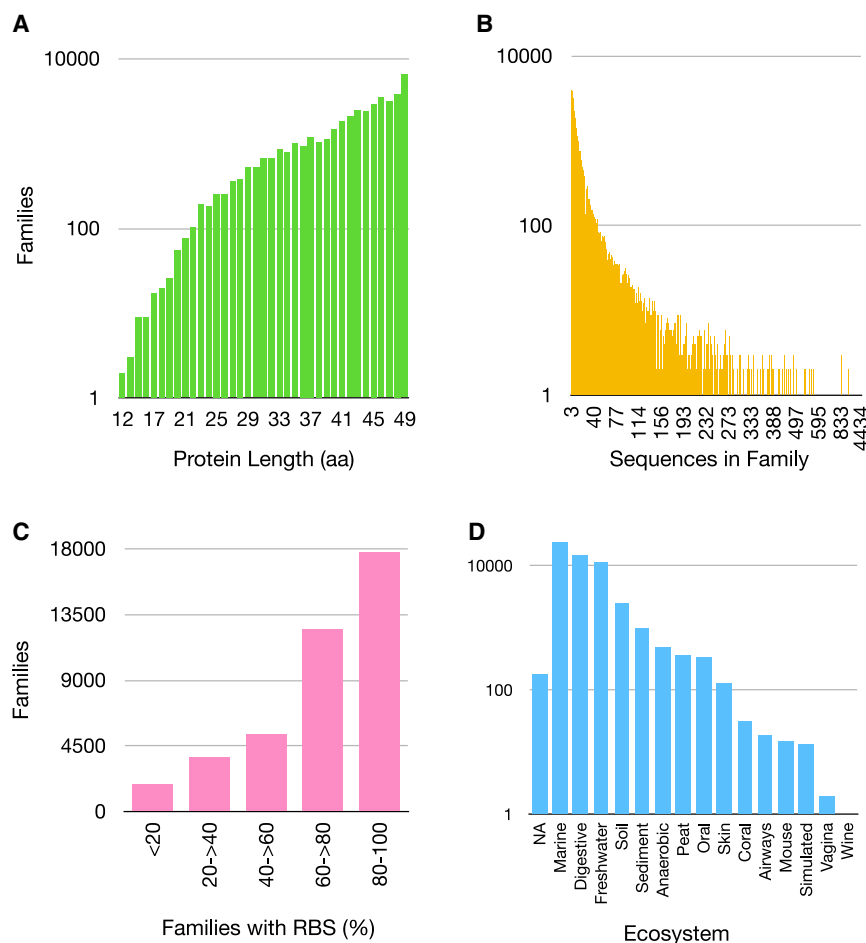 A
10000
100
1
Families
12 17 21 25 29 33 37 41 45 49
Protein Length (aa)
B
10000
100
1
3 40 77 114 156 193 232 273 333 388 497 595 833 4434
Sequences in Family
C
18000
13500
9000
4500
0
Families
<20 20->40 40->60 60->80 80-100
Families with RBS (%)
D
10000
100
1
NA Marine Digestive Freshwater Soil Sediment Anaerobic Peat Oral Skin Coral Airways Mouse Simulated Vagina Wine
Ecosystem